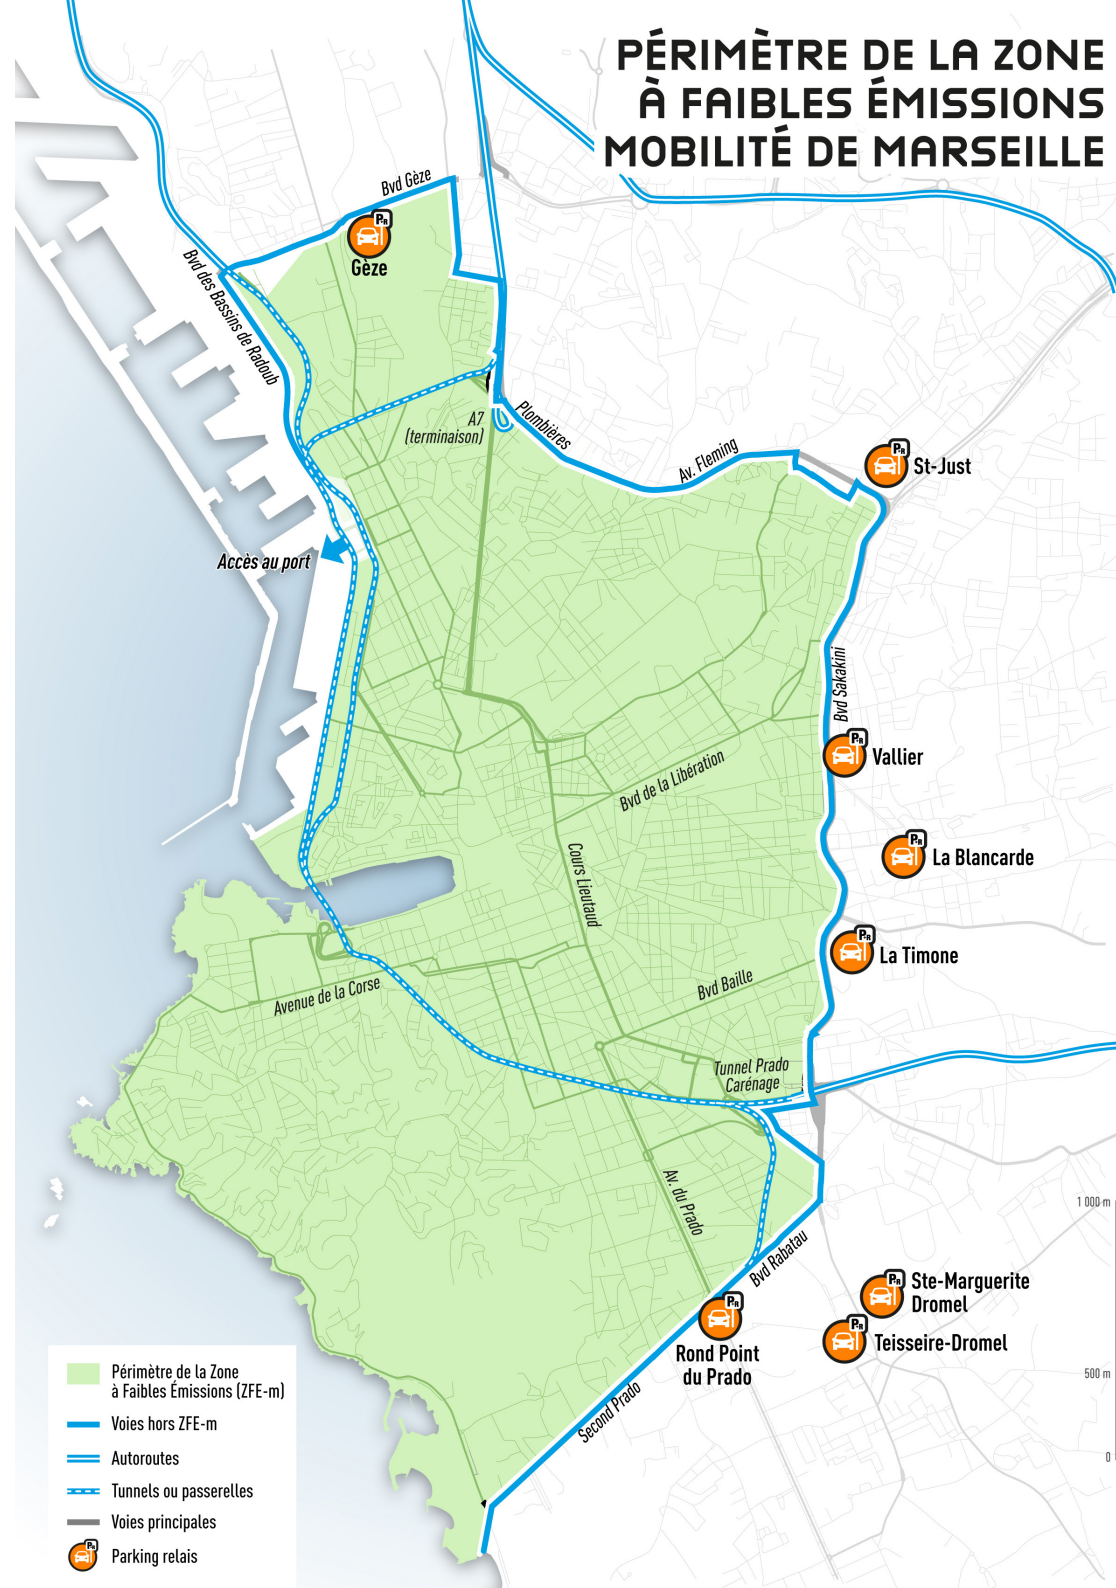 PÉRIMÈTRE DE LA ZONE
À FAIBLES ÉMISSIONS
MOBILITÉ DE MARSEILLE
Bvd Gèze
P+R
Gèze
Bvd des Bassins de Radoub
A7
(terminaison)
Plombières
Av. Fleming
P+R
St-Just
Accès au port
Bvd Sakakini
P+R
Vallier
Bvd de la Libération
P+R
La Blancarde
Cours Lieutaud
P+R
La Timone
Bvd Baille
Avenue de la Corse
Tunnel Prado
Carénage
Av. du Prado
1 000 m
Bvd Rabatau
P+R
Ste-Marguerite
Dromel
P+R
Teisseire-Dromel
P+R
Rond Point
du Prado
500 m
Second Prado
0
Périmètre de la Zone
à Faibles Émissions (ZFE-m)
Voies hors ZFE-m
Autoroutes
Tunnels ou passerelles
Voies principales
P+R
Parking relais